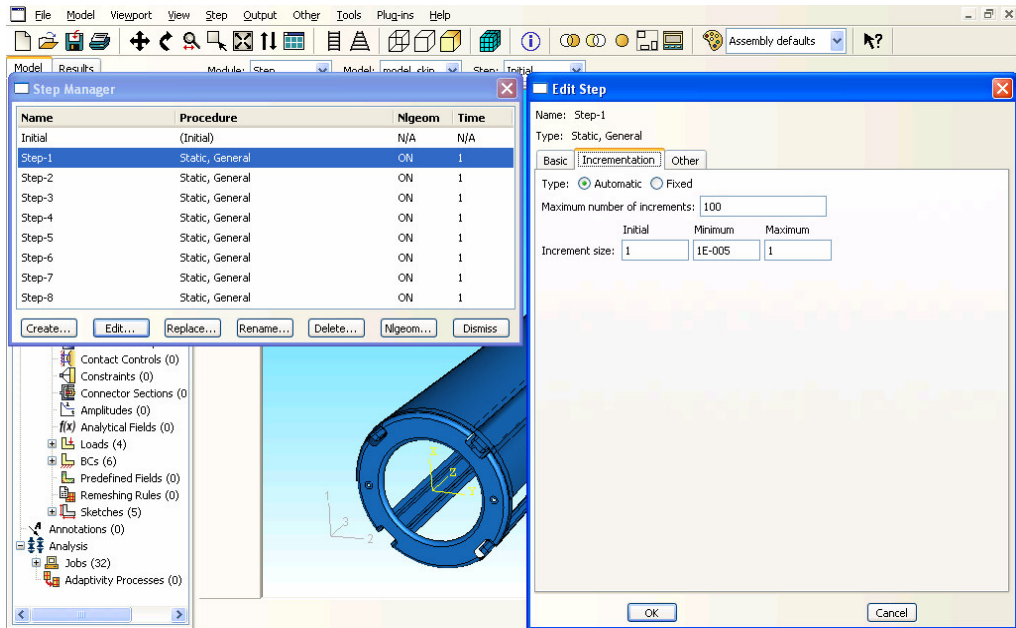 File Model Viewport View Step Output Other Tools Plug-ins Help
Assembly defaults
Model Results Module: Step Model: model_skin Step: Initial
Step Manager
Name Procedure Nlgeom Time
Initial (Initial) N/A N/A
Step-1 Static, General ON 1
Step-2 Static, General ON 1
Step-3 Static, General ON 1
Step-4 Static, General ON 1
Step-5 Static, General ON 1
Step-6 Static, General ON 1
Step-7 Static, General ON 1
Step-8 Static, General ON 1
Create... Edit... Replace... Rename... Delete... Nlgeom... Dismiss
Edit Step
Name: Step-1
Type: Static, General
Basic Incrementation Other
Type: Automatic Fixed
Maximum number of increments: 100
Initial Minimum Maximum
Increment size: 1 1E-005 1
OK Cancel
Contact Controls (0)
Constraints (0)
Connector Sections (0
Amplitudes (0)
f(x) Analytical Fields (0)
Loads (4)
BCs (6)
Predefined Fields (0)
Remeshing Rules (0)
Sketches (5)
A Annotations (0)
Analysis
Jobs (32)
Adaptivity Processes (0)
Z
Y
1
3
2